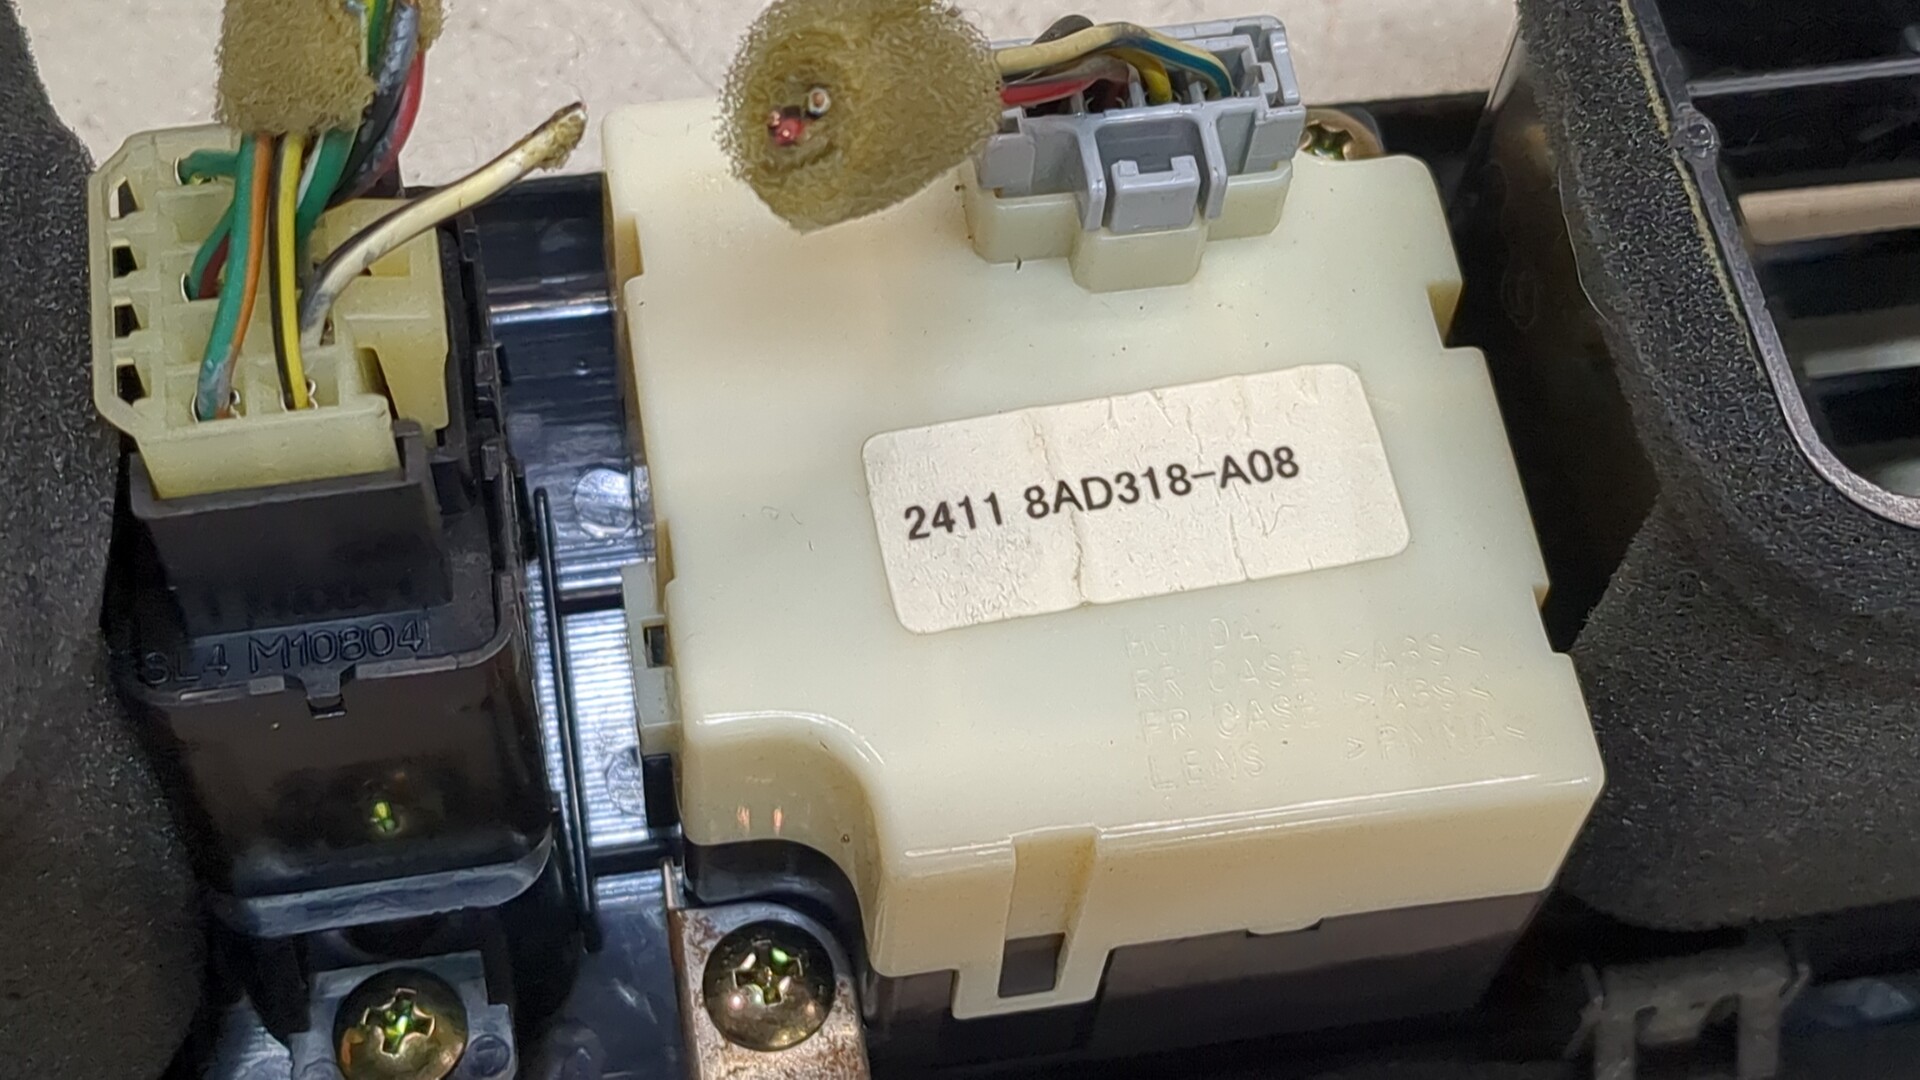 2411 8AD318-A08
SL4 M10804
HONDA
RR CASE >ABS<
FR CASE >ABS<
LENS >PMMA<